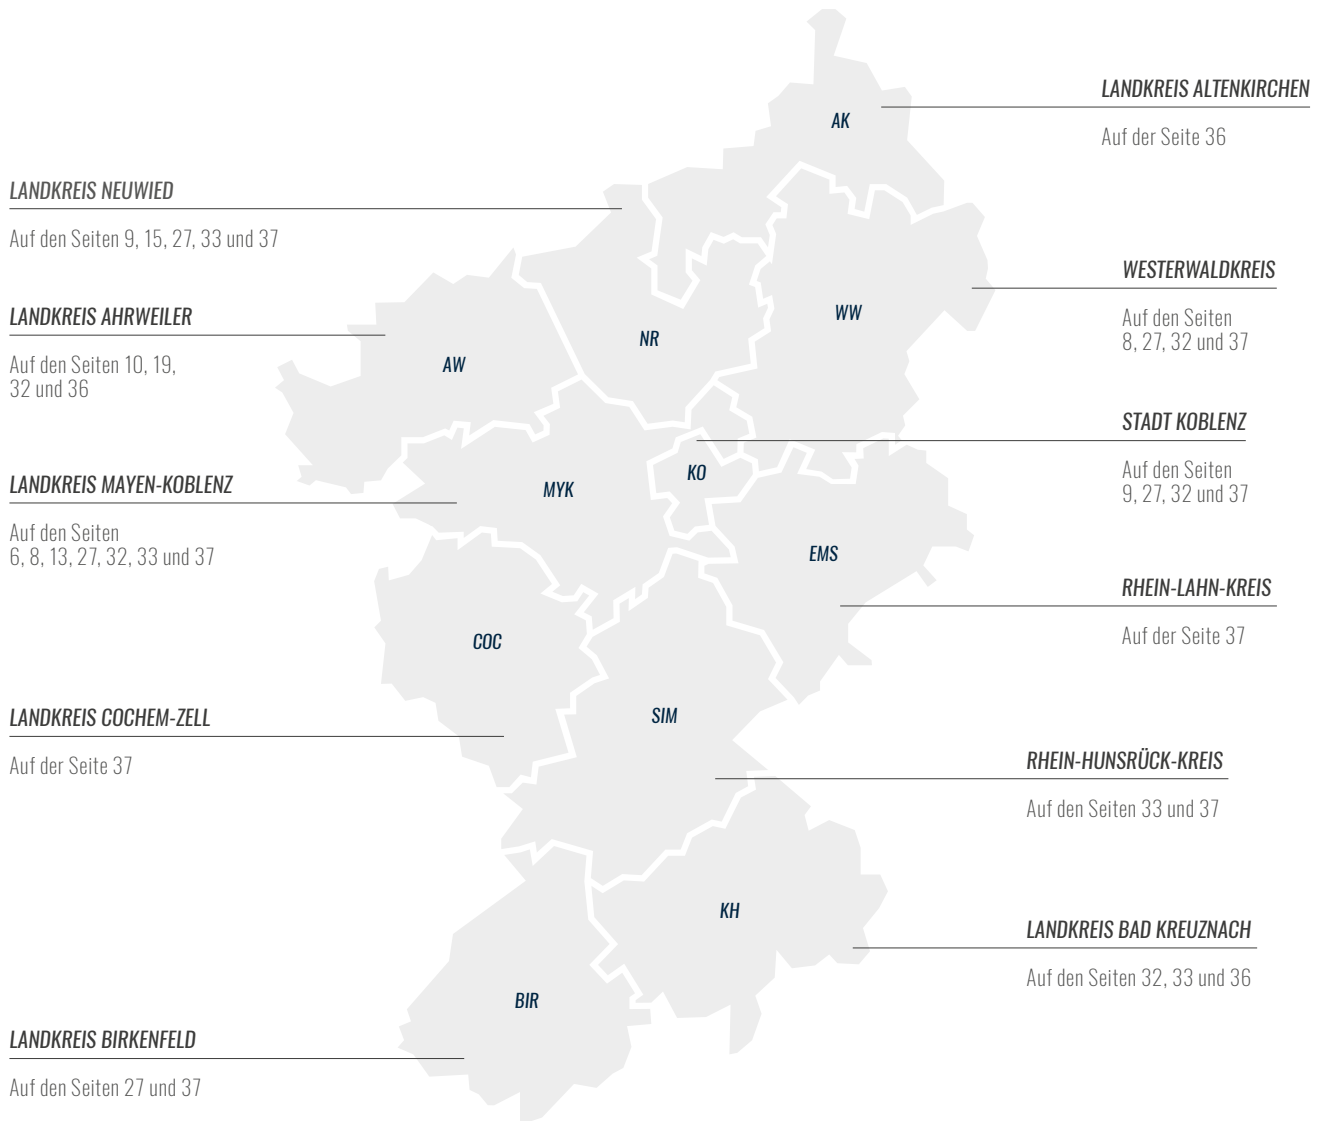 LANDKREIS ALTENKIRCHEN
Auf der Seite 36
LANDKREIS NEUWIED
Auf den Seiten 9, 15, 27, 33 und 37
WESTERWALDKREIS
Auf den Seiten
8, 27, 32 und 37
LANDKREIS AHRWEILER
Auf den Seiten 10, 19,
32 und 36
STADT KOBLENZ
Auf den Seiten
9, 27, 32 und 37
LANDKREIS MAYEN-KOBLENZ
Auf den Seiten
6, 8, 13, 27, 32, 33 und 37
RHEIN-LAHN-KREIS
Auf der Seite 37
LANDKREIS COCHEM-ZELL
Auf der Seite 37
RHEIN-HUNSRÜCK-KREIS
Auf den Seiten 33 und 37
LANDKREIS BAD KREUZNACH
Auf den Seiten 32, 33 und 36
LANDKREIS BIRKENFELD
Auf den Seiten 27 und 37
AK
WW
NR
AW
KO
MYK
EMS
COC
SIM
KH
BIR